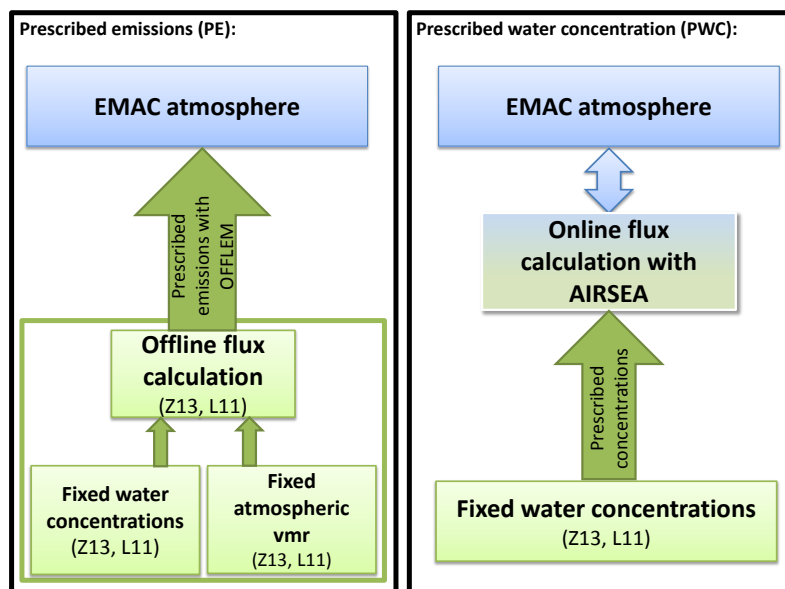 Prescribed emissions (PE):
EMAC atmosphere
Prescribed
emissions with
OFFLEM
Offline flux
calculation
(Z13, L11)
Fixed water
concentrations
(Z13, L11)
Fixed
atmospheric
vmr
(Z13, L11)
Prescribed water concentration (PWC):
EMAC atmosphere
Online flux
calculation with
AIRSEA
Prescribed
concentrations
Fixed water concentrations
(Z13, L11)